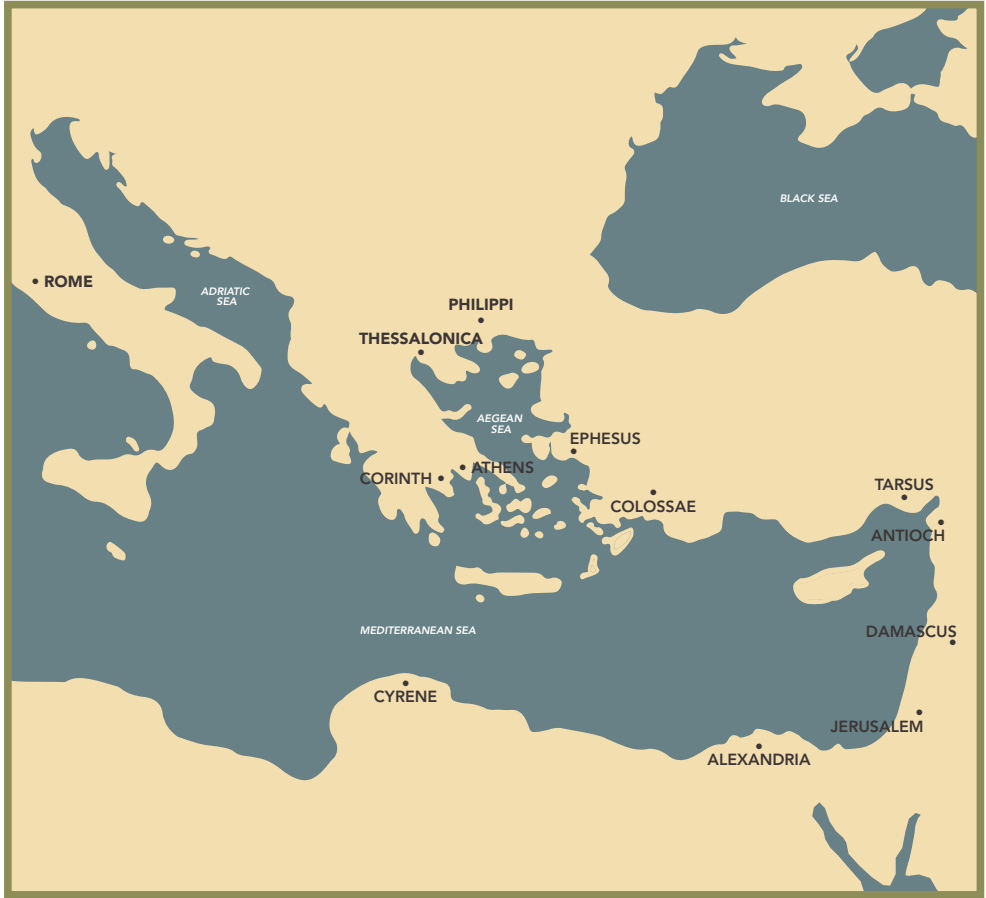 BLACK SEA
ROME
ADRIATIC
SEA
PHILIPPI
THESSALONICA
AEGEAN
SEA
EPHESUS
ATHENS
CORINTH
TARSUS
COLOSSAE
ANTIOCH
MEDITERRANEAN SEA
DAMASCUS
CYRENE
JERUSALEM
ALEXANDRIA